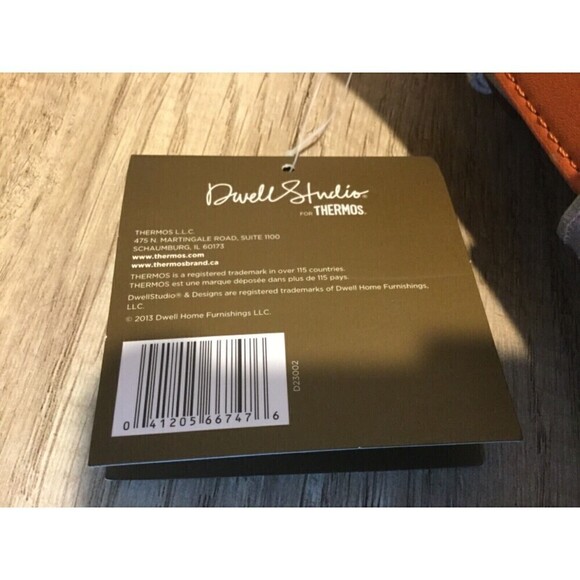 DwellStudio®
FOR THERMOS.
THERMOS L.L.C.
475 N. MARTINGALE ROAD, SUITE 1100
SCHAUMBURG, IL 60173
www.thermos.com
www.thermosbrand.ca
THERMOS is a registered trademark in over 115 countries.
THERMOS est une marque déposée dans plus de 115 pays.
DwellStudio® & Designs are registered trademarks of Dwell Home Furnishings,
LLC.
© 2013 Dwell Home Furnishings LLC.
D23002
0 41205 66747 6